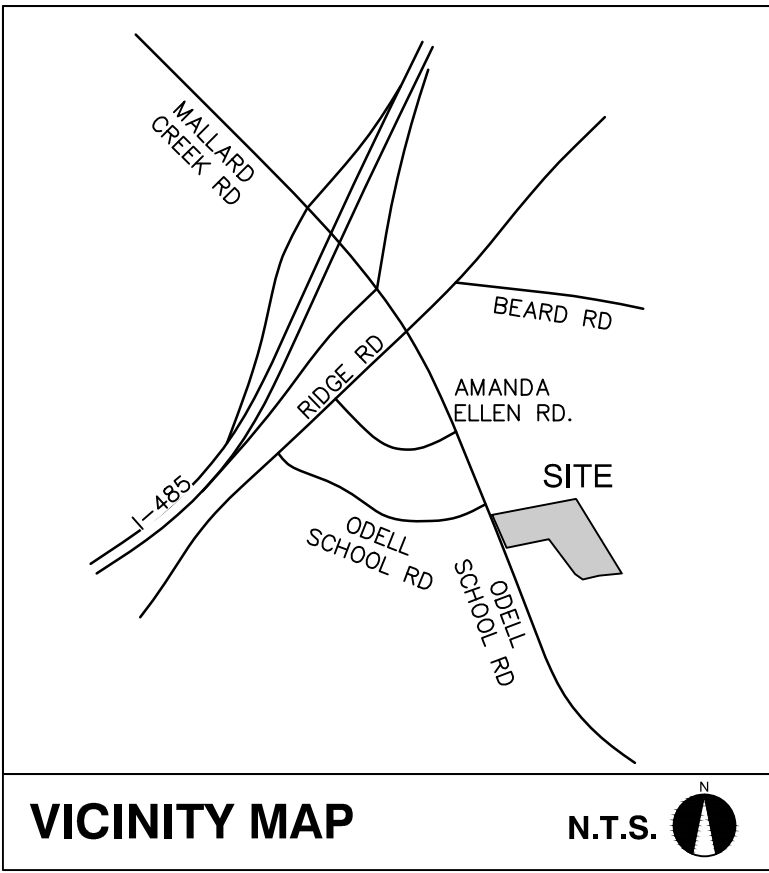 MALLARD
CREEK RD
BEARD RD
RIDGE RD
AMANDA
ELLEN RD.
SITE
I-485
ODELL
SCHOOL RD
ODELL
SCHOOL RD
VICINITY MAP
N.T.S.
N